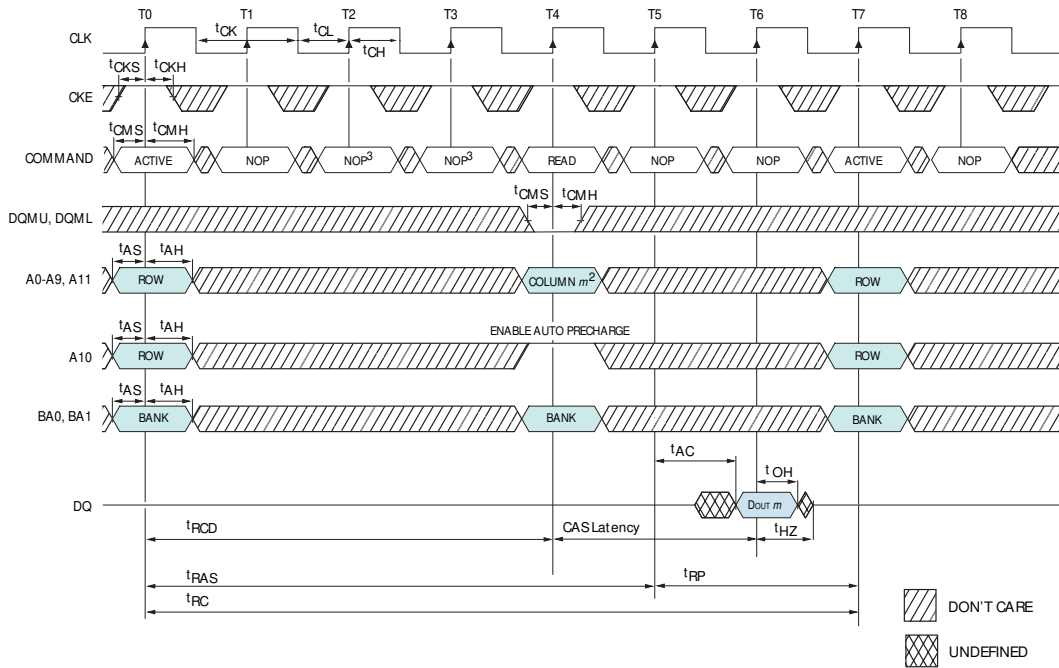 T0 T1 T2 T3 T4 T5 T6 T7 T8
CLK
tCK tCL tCH
tCKS tCKH
CKE
tCMS tCMH
COMMAND ACTIVE NOP NOP3 NOP3 READ NOP NOP ACTIVE NOP
tCMS tCMH
DQMU, DQML
tAS tAH
A0-A9, A11 ROW COLUMN m2 ROW
ENABLE AUTO PRECHARGE
tAS tAH
A10 ROW ROW
tAS tAH
BA0, BA1 BANK BANK BANK
tAC
tOH
DQ DOUT m
tRCD CAS Latency tHZ
tRAS tRP
tRC
DON'T CARE
UNDEFINED